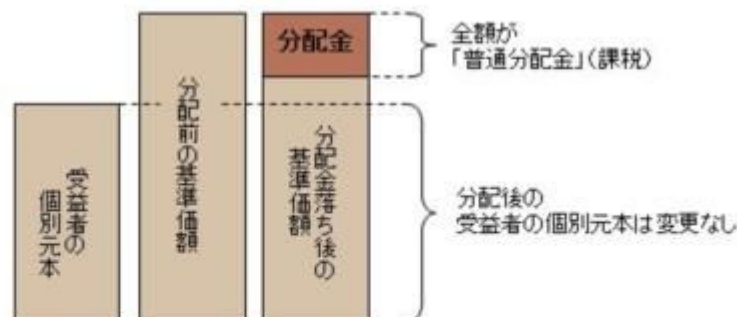 分配金
全額が
「普通分配金」(課税)
受益者の
個別元本
分配前の基準価額
分配金落ち後の
基準価額
分配後の
受益者の個別元本は変更なし